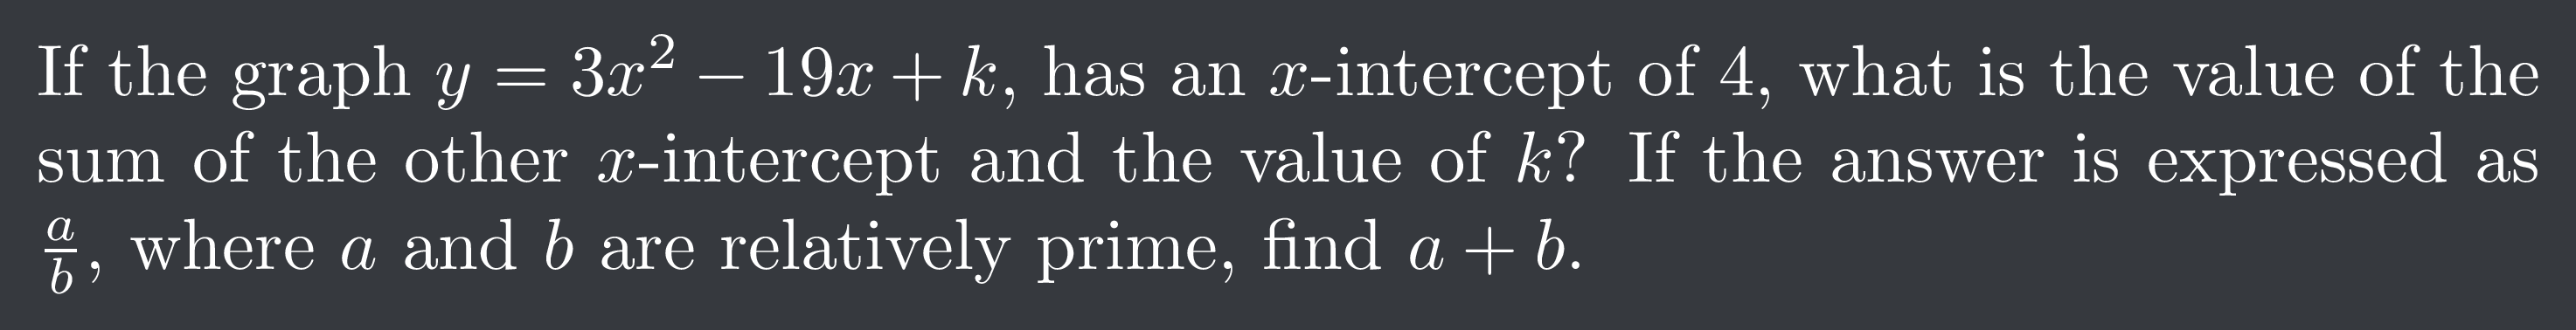 If the graph y = 3x² − 19x + k, has an x-intercept of 4, what is the value of the
sum of the other x-intercept and the value of k? If the answer is expressed as
a/b, where a and b are relatively prime, find a + b.